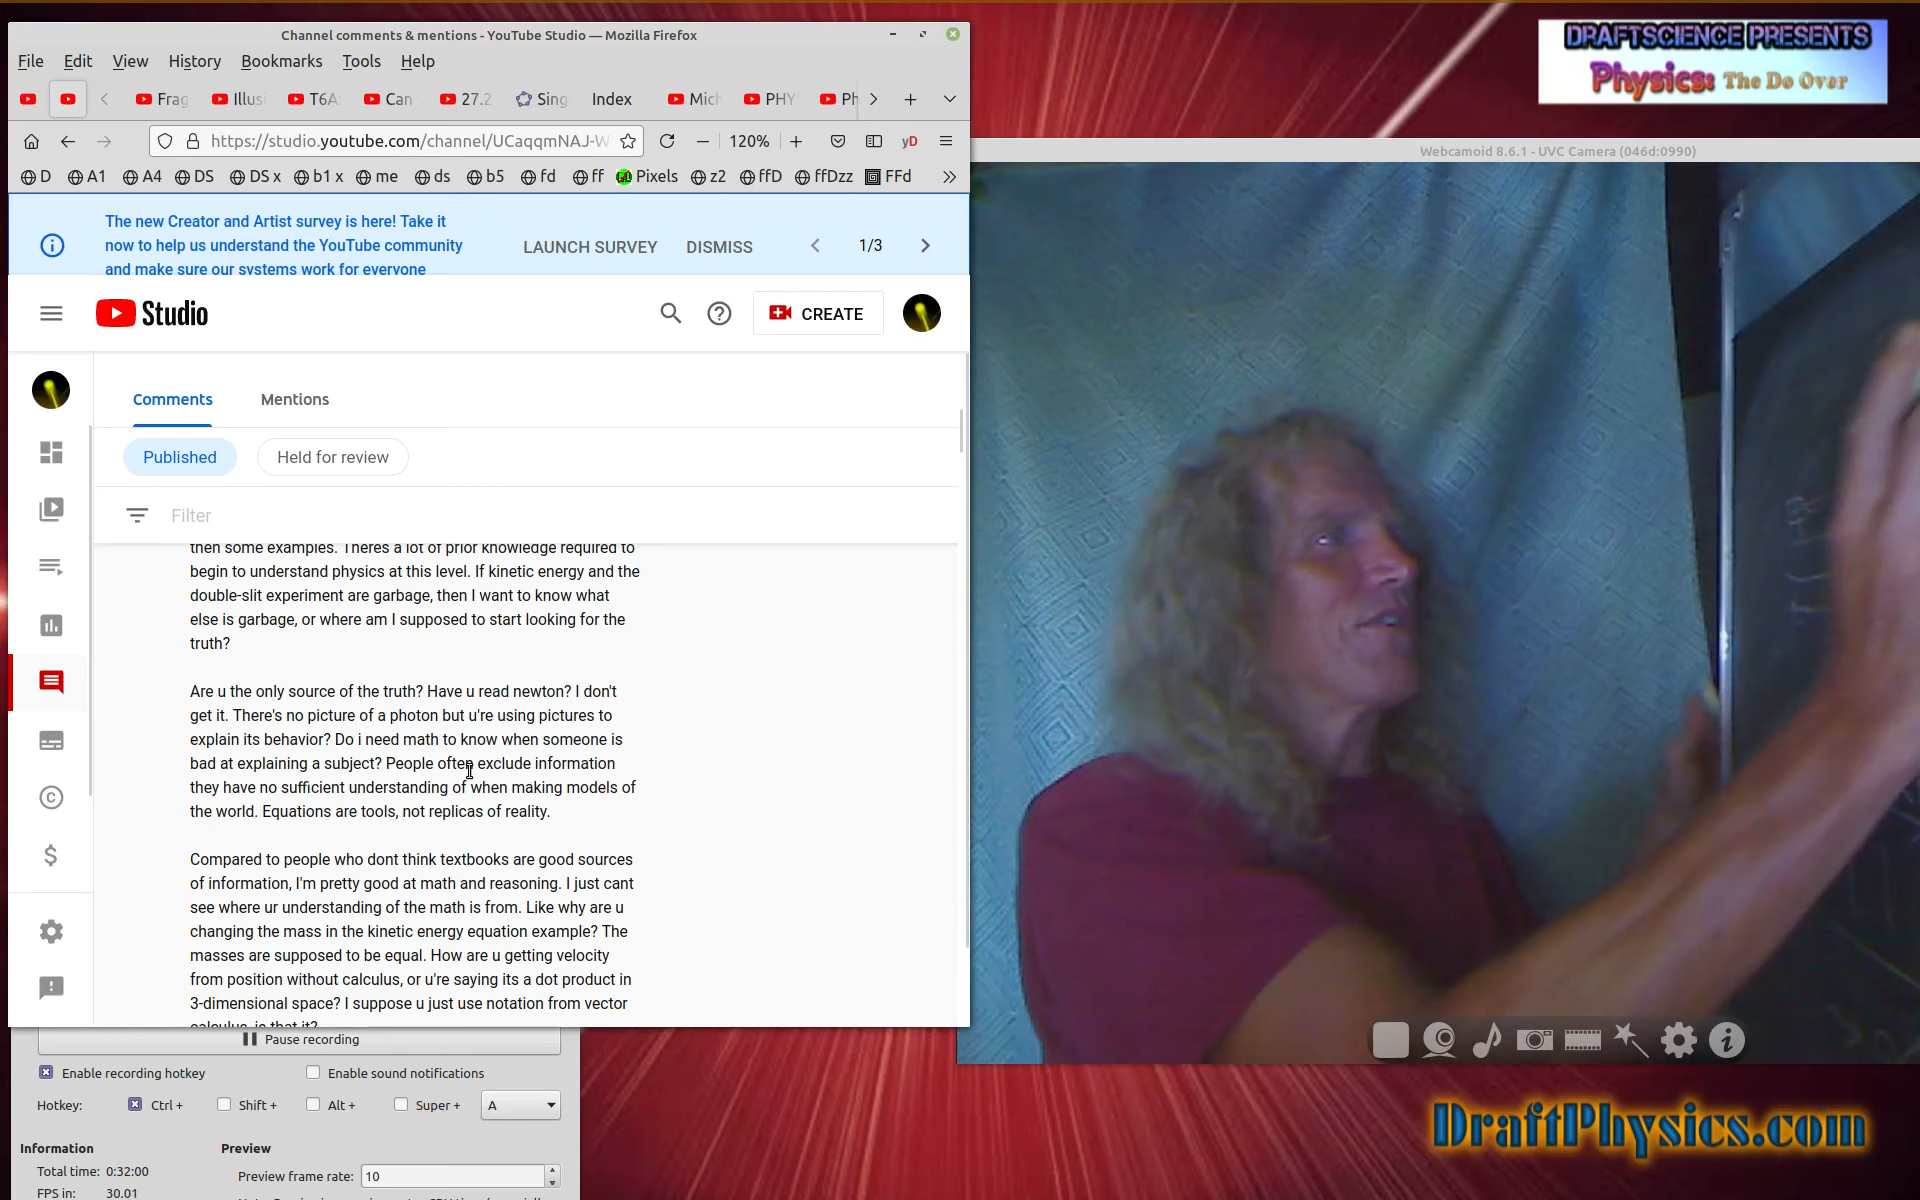 Channel comments & mentions - YouTube Studio — Mozilla Firefox
File Edit View History Bookmarks Tools Help
Frag Illus T6A: Can 27.2 Sing Index Mich PHY Ph
https://studio.youtube.com/channel/UCaqqmNAJ-W 120% yD
D A1 A4 DS DS x b1 x me ds b5 fd ff Pixels z2 ffD ffDzz FFd
The new Creator and Artist survey is here! Take it
now to help us understand the YouTube community
and make sure our systems work for everyone
LAUNCH SURVEY DISMISS 1/3
Studio CREATE
Comments Mentions
Published Held for review
Filter
then some examples. Theres a lot of prior knowledge required to
begin to understand physics at this level. If kinetic energy and the
double-slit experiment are garbage, then I want to know what
else is garbage, or where am I supposed to start looking for the
truth?
Are u the only source of the truth? Have u read newton? I don't
get it. There's no picture of a photon but u're using pictures to
explain its behavior? Do i need math to know when someone is
bad at explaining a subject? People often exclude information
they have no sufficient understanding of when making models of
the world. Equations are tools, not replicas of reality.
Compared to people who dont think textbooks are good sources
of information, I'm pretty good at math and reasoning. I just cant
see where ur understanding of the math is from. Like why are u
changing the mass in the kinetic energy equation example? The
masses are supposed to be equal. How are u getting velocity
from position without calculus, or u're saying its a dot product in
3-dimensional space? I suppose u just use notation from vector
calculus, is that it?
Pause recording
Enable recording hotkey Enable sound notifications
Hotkey: Ctrl + Shift + Alt + Super + A
Information Preview
Total time: 0:32:00 Preview frame rate: 10
FPS in: 30.01
DRAFTSCIENCE PRESENTS
Physics: The Do Over
Webcamoid 8.6.1 - UVC Camera (046d:0990)
DraftPhysics.com